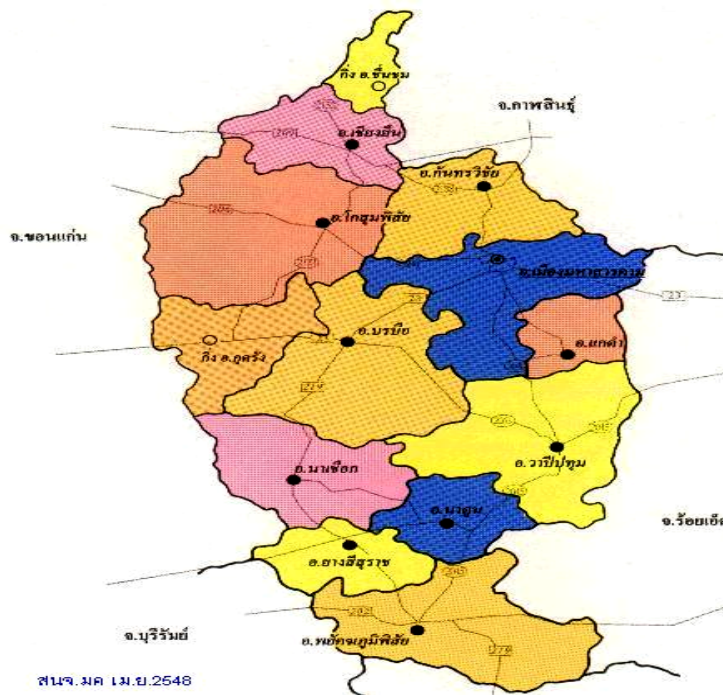 กิ่ง อ.ชื่นชม
จ.กาฬสินธุ์
อ.เชียงยืน
209
อ.กันทรวิชัย
อ.โกสุมพิสัย
208
จ.ขอนแก่น
อ.เมืองมหาสารคาม
23
23
อ.บรบือ
23
กิ่ง อ.กุดรัง
อ.แกดำ
219
อ.วาปีปทุม
อ.นาเชือก
อ.นาดูน
จ.ร้อยเอ็ด
อ.ยางสีสุราช
202
จ.บุรีรัมย์
อ.พยัคฆภูมิพิสัย
สนจ.มค เม.ย.2548